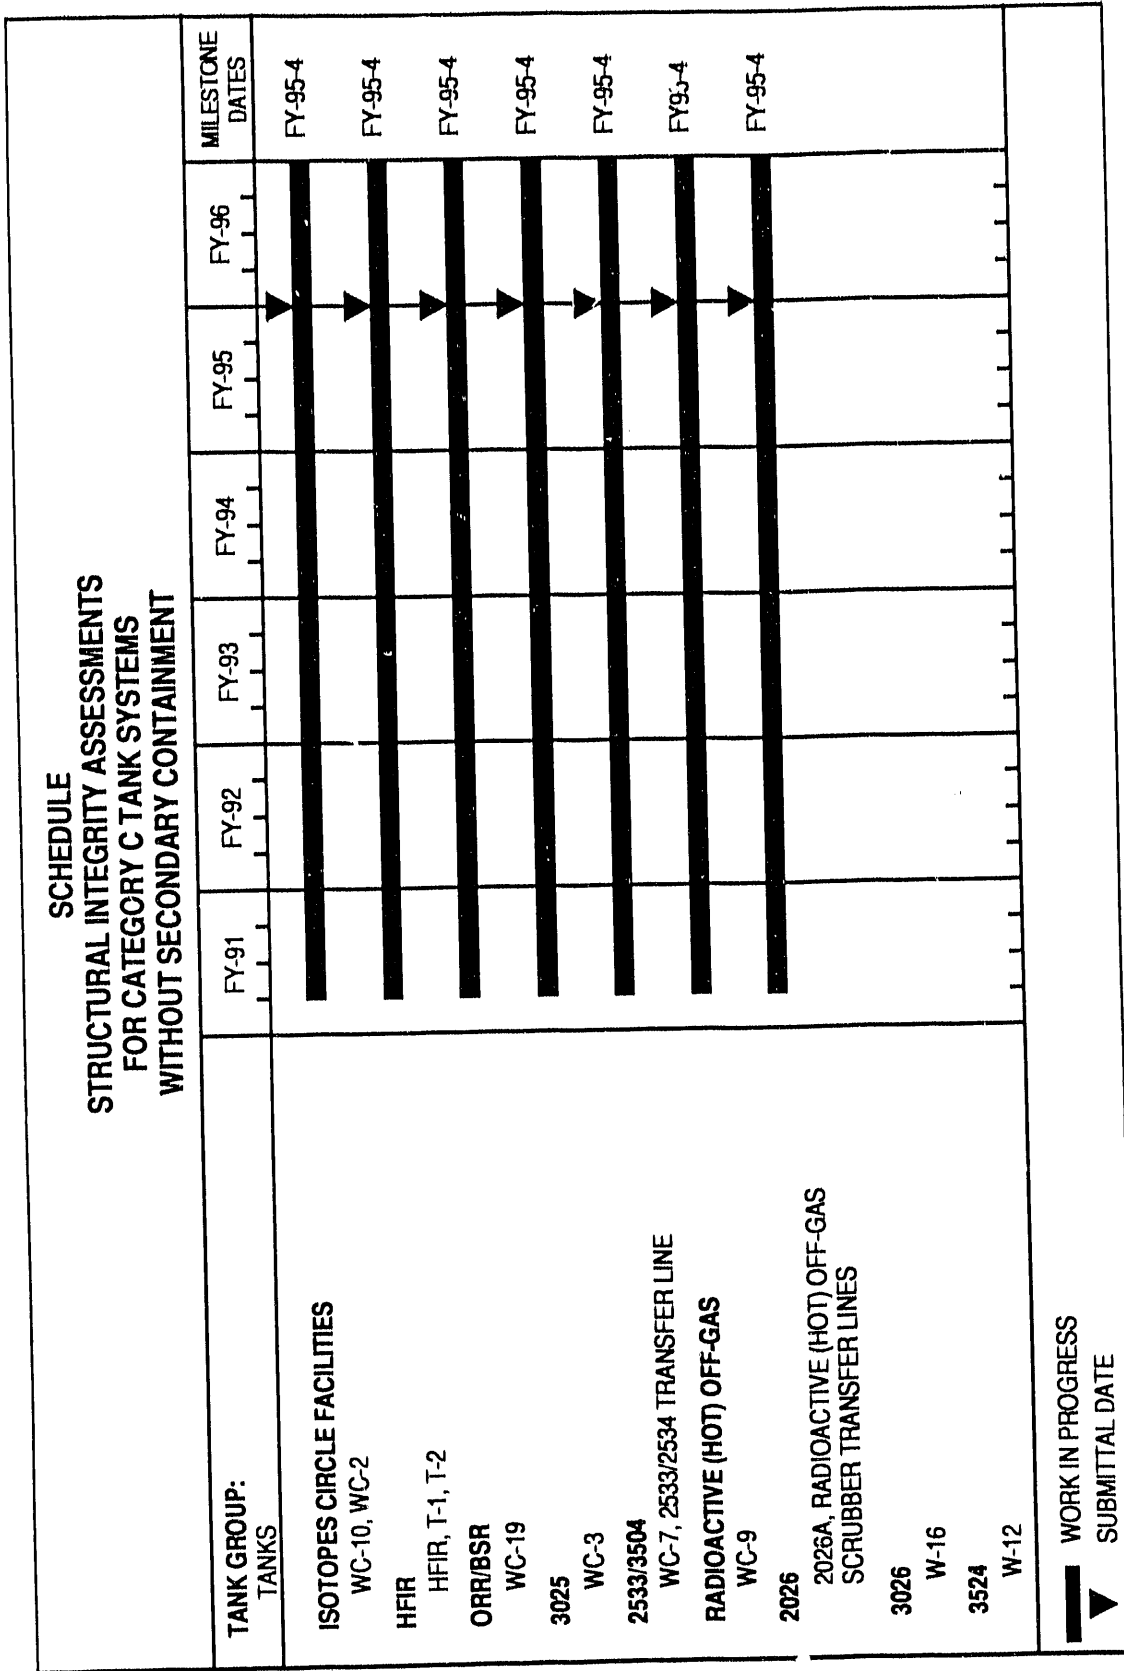 SCHEDULE
STRUCTURAL INTEGRITY ASSESSMENTS
FOR CATEGORY C TANK SYSTEMS
WITHOUT SECONDARY CONTAINMENT
TANK GROUP:
TANKS
FY-91
FY-92
FY-93
FY-94
FY-95
FY-96
MILESTONE
DATES
ISOTOPES CIRCLE FACILITIES
WC-10, WC-2
FY-95-4
HFIR
HFIR, T-1, T-2
FY-95-4
ORR/BSR
WC-19
FY-95-4
3025
WC-3
FY-95-4
2533/3504
WC-7, 2533/2534 TRANSFER LINE
FY-95-4
RADIOACTIVE (HOT) OFF-GAS
WC-9
FY95-4
2026
2026A, RADIOACTIVE (HOT) OFF-GAS
SCRUBBER TRANSFER LINES
FY-95-4
3026
W-16
3524
W-12
WORK IN PROGRESS
SUBMITTAL DATE